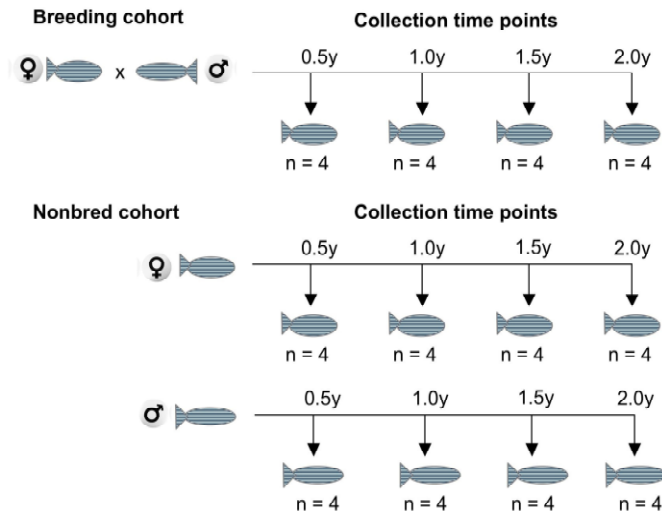 Breeding cohort
Collection time points
♀ x ♂
0.5y 1.0y 1.5y 2.0y
n = 4 n = 4 n = 4 n = 4
Nonbred cohort
Collection time points
♀
0.5y 1.0y 1.5y 2.0y
n = 4 n = 4 n = 4 n = 4
♂
0.5y 1.0y 1.5y 2.0y
n = 4 n = 4 n = 4 n = 4